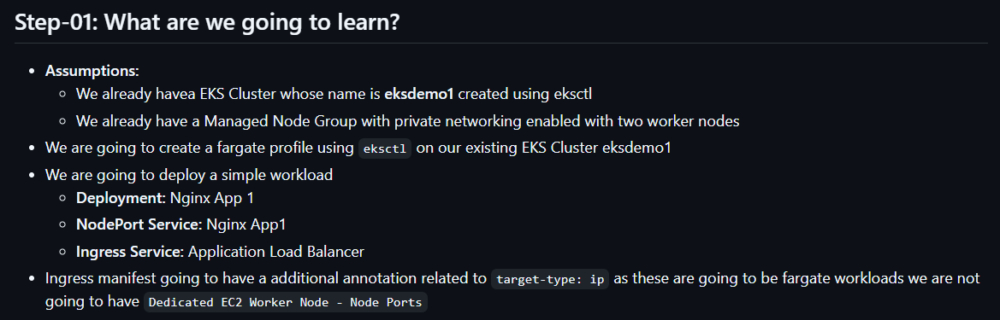 Step-01: What are we going to learn?
• Assumptions:
◦ We already havea EKS Cluster whose name is eksdemo1 created using eksctl
◦ We already have a Managed Node Group with private networking enabled with two worker nodes
• We are going to create a fargate profile using eksctl on our existing EKS Cluster eksdemo1
• We are going to deploy a simple workload
◦ Deployment: Nginx App 1
◦ NodePort Service: Nginx App1
◦ Ingress Service: Application Load Balancer
• Ingress manifest going to have a additional annotation related to target-type: ip as these are going to be fargate workloads we are not
going to have Dedicated EC2 Worker Node - Node Ports